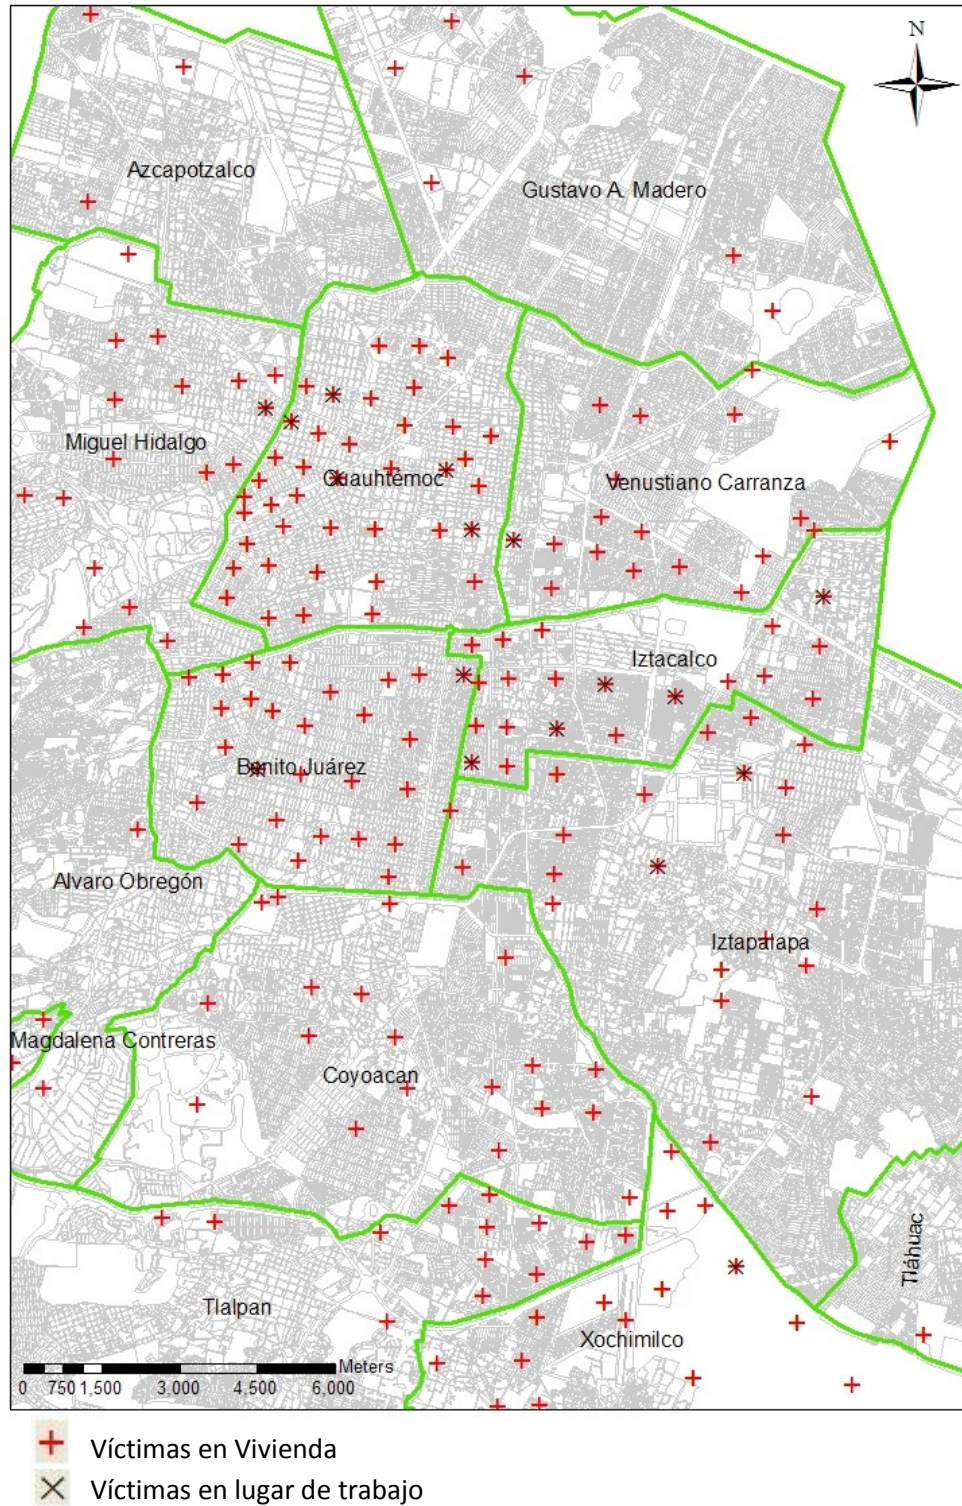 N
Azcapotzalco
Gustavo A. Madero
Miguel Hidalgo
Cuauhtémoc
Venustiano Carranza
Iztacalco
Benito Juárez
Alvaro Obregón
Iztapalapa
Magdalena Contreras
Coyoacan
Tláhuac
Tlalpan
Xochimilco
Meters
0 750 1,500 3.000 4.500 6.000
Víctimas en Vivienda
Víctimas en lugar de trabajo